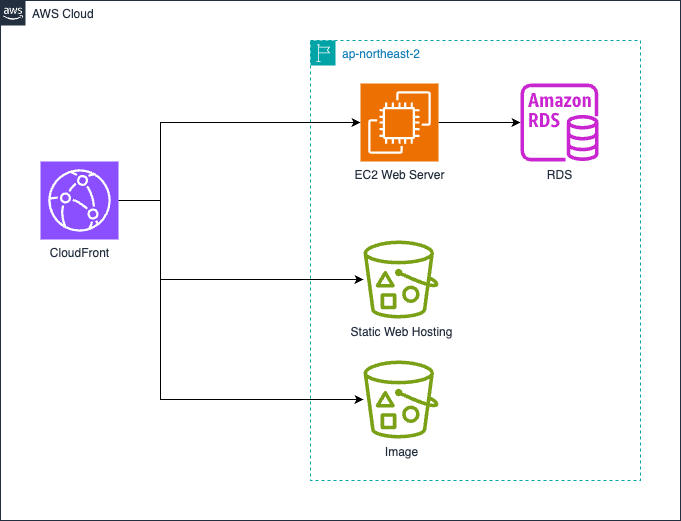 aws
AWS Cloud
ap-northeast-2
Amazon
RDS
EC2 Web Server
RDS
CloudFront
Static Web Hosting
Image